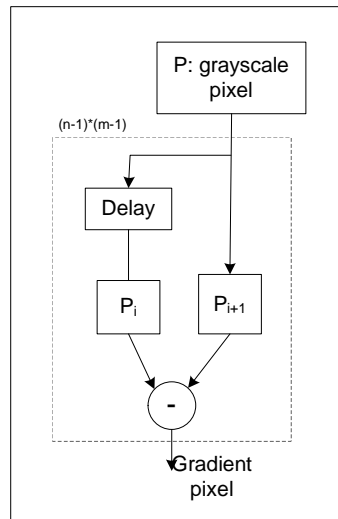 P: grayscale
pixel
(n-1)*(m-1)
Delay
Pi
Pi+1
-
Gradient
pixel